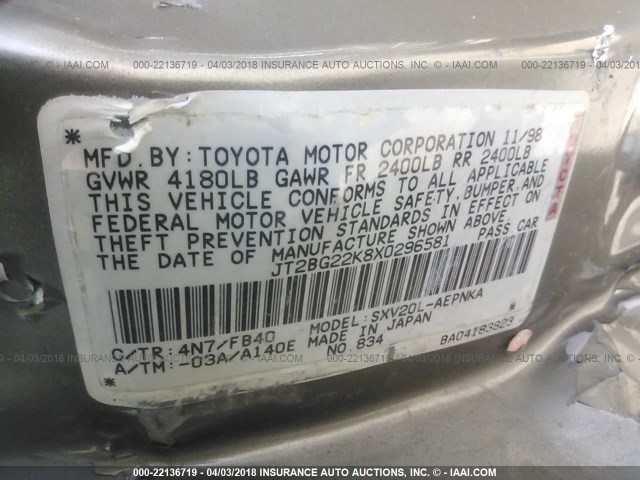 000-22136719 - 04/03/2018 - INSURANCE AUTO AUCTIONS, INC. - IAAI.COM
MFD. BY: TOYOTA MOTOR CORPORATION 11/98
GVWR 4180LB GAWR FR 2400LB RR 2400LB
THIS VEHICLE CONFORMS TO ALL APPLICABLE
FEDERAL MOTOR VEHICLE SAFETY, BUMPER, AND
THEFT PREVENTION STANDARDS IN EFFECT ON
THE DATE OF MANUFACTURE SHOWN ABOVE.
JT2BG22K8X0296581 PASS CAR
C/TR: 4N7/FB40 MODEL: SXV20L-AEPNKA
A/TM: -03A/A140E MADE IN JAPAN
NO. 834 BA04183823
000-22136719 - 04/03/2018 - INSURANCE AUTO AUCTIONS, INC. - IAAI.COM